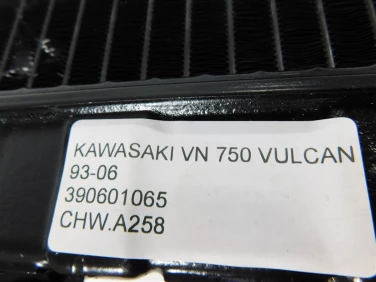 KAWASAKI VN 750 VULCAN
93-06
390601065
CHW.A258